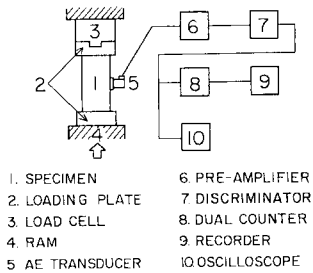 3
6
7
2
1
5
8
9
4
10
1. SPECIMEN
2. LOADING PLATE
3. LOAD CELL
4. RAM
5 AE TRANSDUCER
6. PRE-AMPLIFIER
7. DISCRIMINATOR
8. DUAL COUNTER
9. RECORDER
10. OSCILLOSCOPE